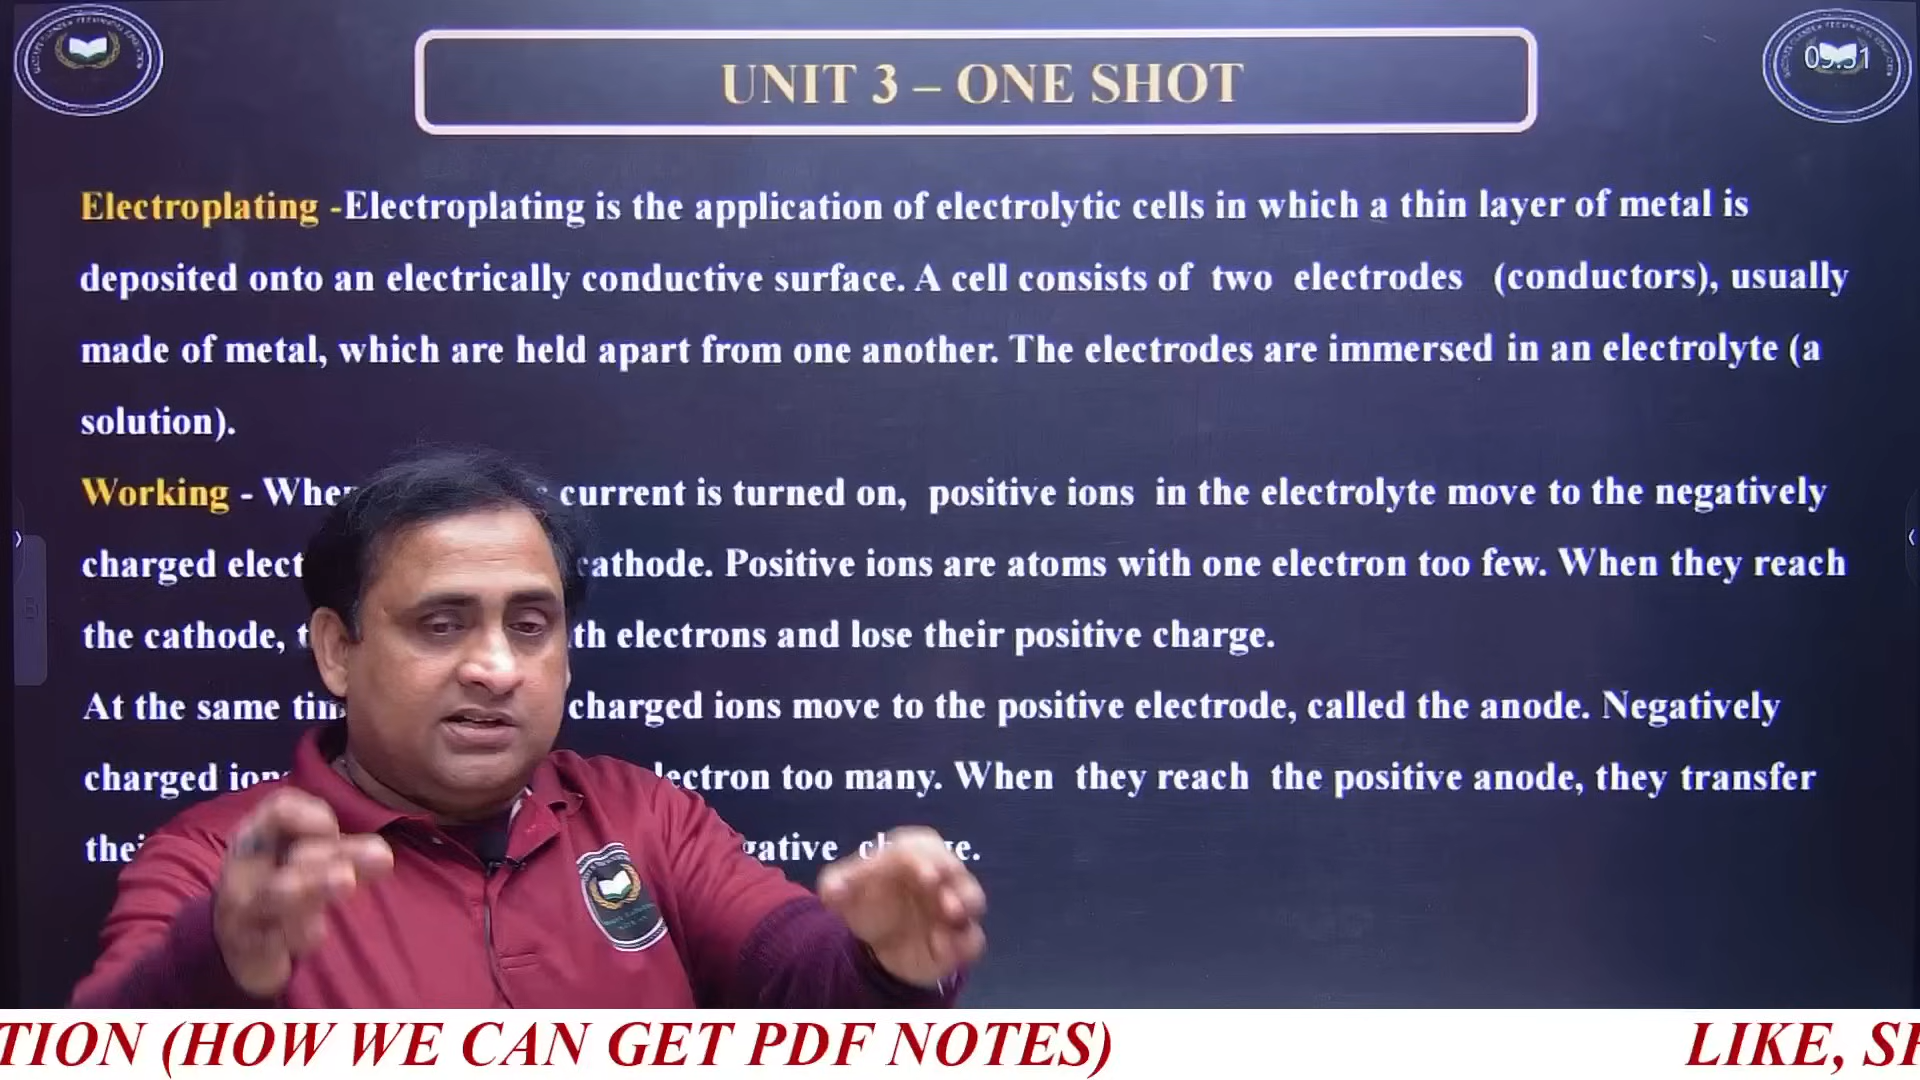 UNIT 3 – ONE SHOT
Electroplating -Electroplating is the application of electrolytic cells in which a thin layer of metal is
deposited onto an electrically conductive surface. A cell consists of two electrodes (conductors), usually
made of metal, which are held apart from one another. The electrodes are immersed in an electrolyte (a
solution).
Working - When current is turned on, positive ions in the electrolyte move to the negatively
charged cathode. Positive ions are atoms with one electron too few. When they reach
the cathode, electrons and lose their positive charge.
At the same charged ions move to the positive electrode, called the anode. Negatively
charged too many. When they reach the positive anode, they transfer
TION (HOW WE CAN GET PDF NOTES)
LIKE,